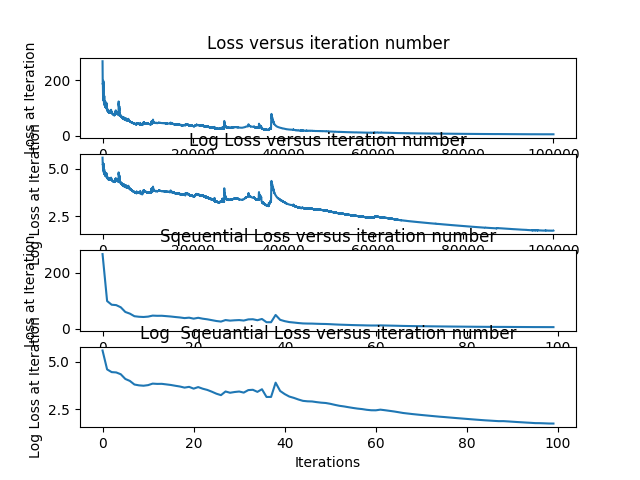 Loss versus iteration number
Loss at Iteration
200
0
0 20000 40000 60000 80000 100000
Log Loss versus iteration number
Log Loss at Iteration
5.0
2.5
0 20000 40000 60000 80000 100000
Sqeuential Loss versus iteration number
Loss at Iteration
200
0
0 20 40 60 80 100
Log Sqeuantial Loss versus iteration number
Log Loss at Iteration
5.0
2.5
0 20 40 60 80 100
Iterations